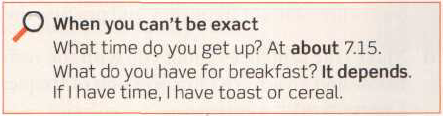 When you can't be exact
What time do you get up? At about 7.15.
What do you have for breakfast? It depends.
If I have time, I have toast or cereal.